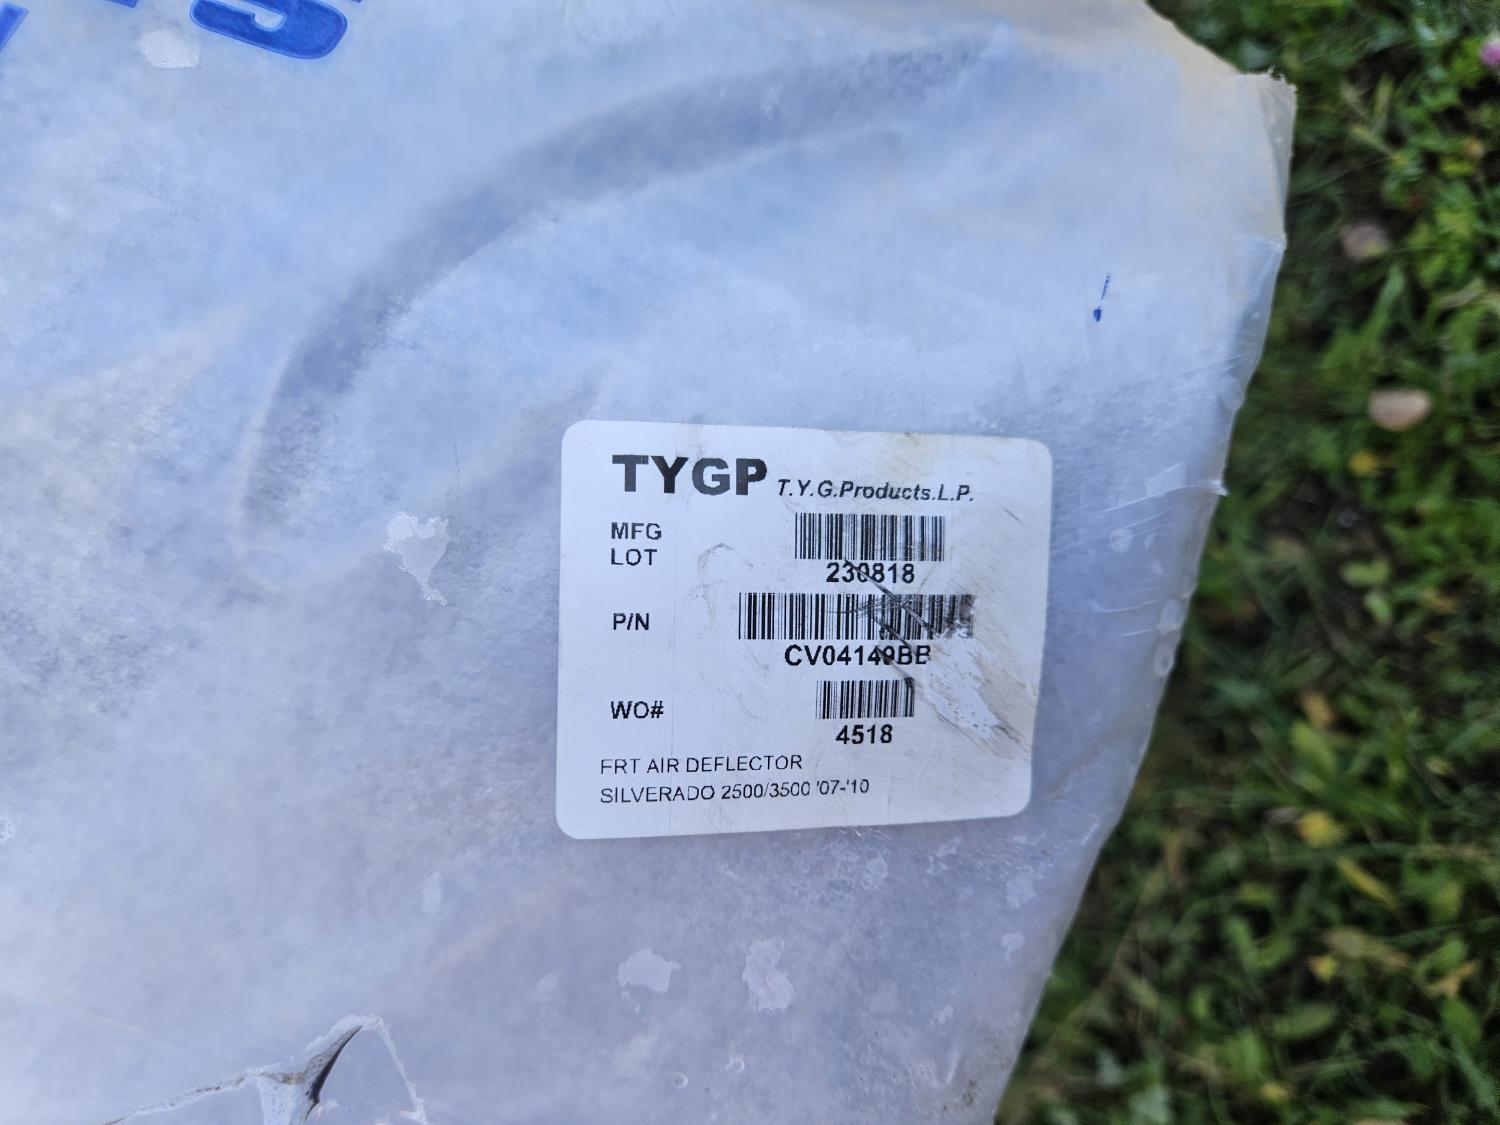 TYGP T.Y.G.Products.L.P.
MFG
LOT
230818
P/N
CV04149BB
WO#
4518
FRT AIR DEFLECTOR
SILVERADO 2500/3500 '07-'10